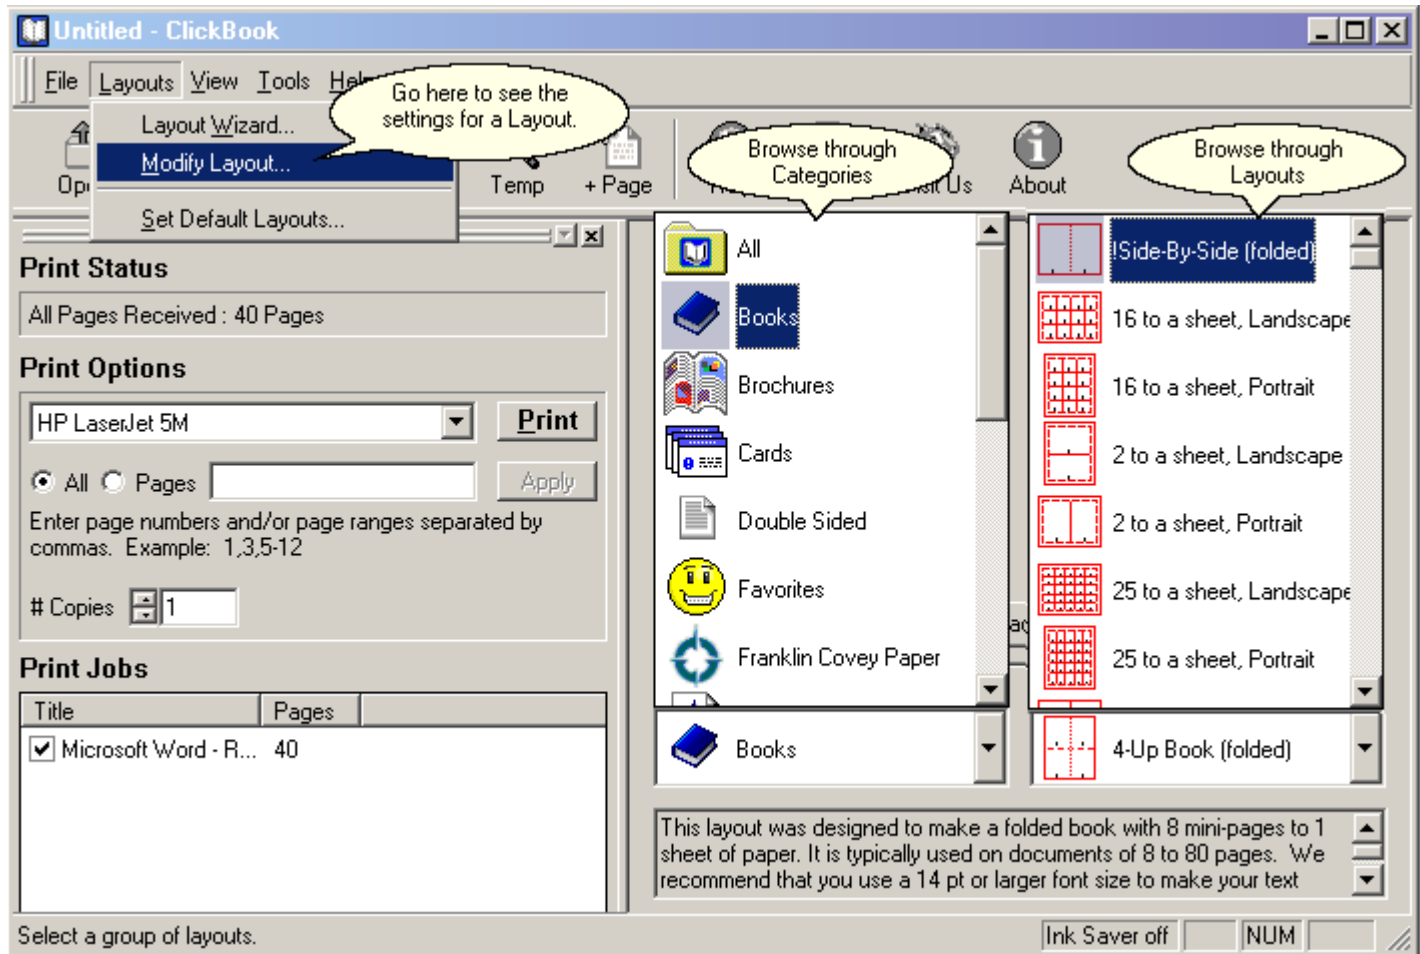 Untitled - ClickBook
File Layouts View Tools
Go here to see the
settings for a Layout.
Layout Wizard...
Modify Layout...
Set Default Layouts...
Temp
+ Page
Browse through
Categories
Us
About
Browse through
Layouts
Print Status
All Pages Received : 40 Pages
Print Options
HP LaserJet 5M
Print
All
Pages
Apply
Enter page numbers and/or page ranges separated by
commas. Example: 1,3,5-12
# Copies
1
Print Jobs
Title
Pages
Microsoft Word - R...
40
All
Books
Brochures
Cards
Double Sided
Favorites
Franklin Covey Paper
Books
!Side-By-Side (folded)
16 to a sheet, Landscape
16 to a sheet, Portrait
2 to a sheet, Landscape
2 to a sheet, Portrait
25 to a sheet, Landscape
25 to a sheet, Portrait
4-Up Book (folded)
This layout was designed to make a folded book with 8 mini-pages to 1
sheet of paper. It is typically used on documents of 8 to 80 pages. We
recommend that you use a 14 pt or larger font size to make your text
Select a group of layouts.
Ink Saver off
NUM